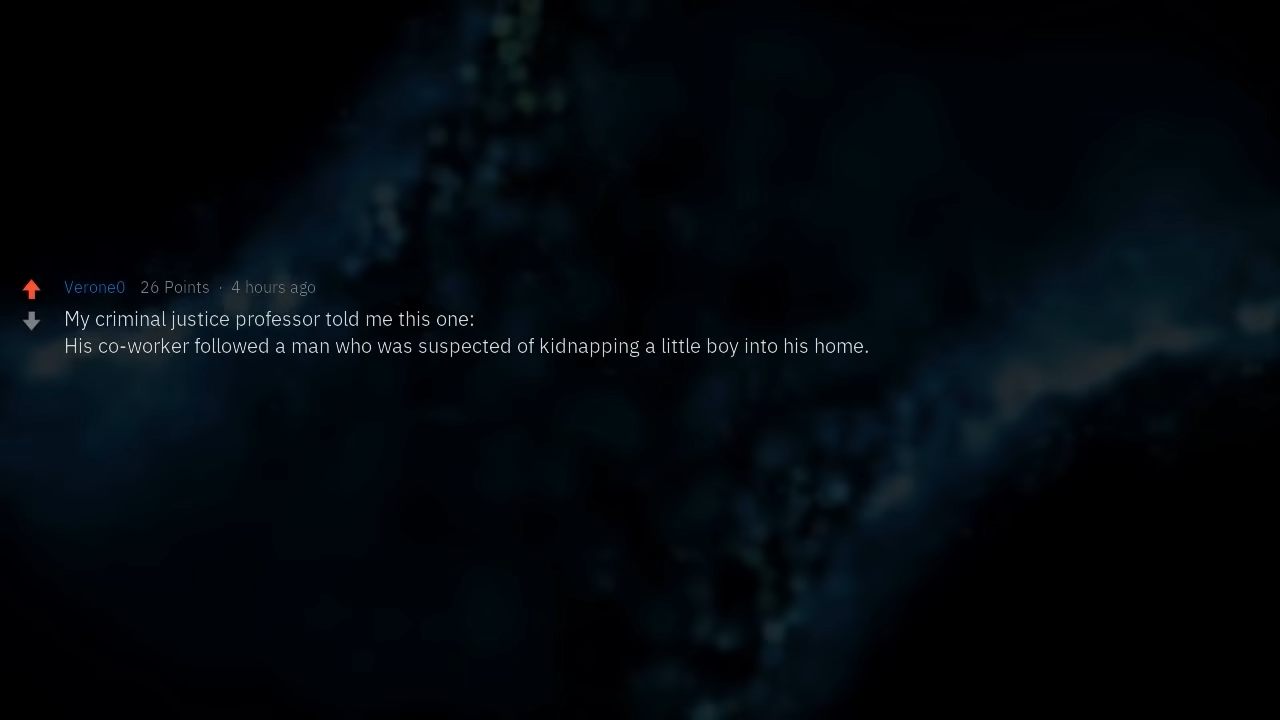 Verone0 26 Points · 4 hours ago
My criminal justice professor told me this one:
His co-worker followed a man who was suspected of kidnapping a little boy into his home.